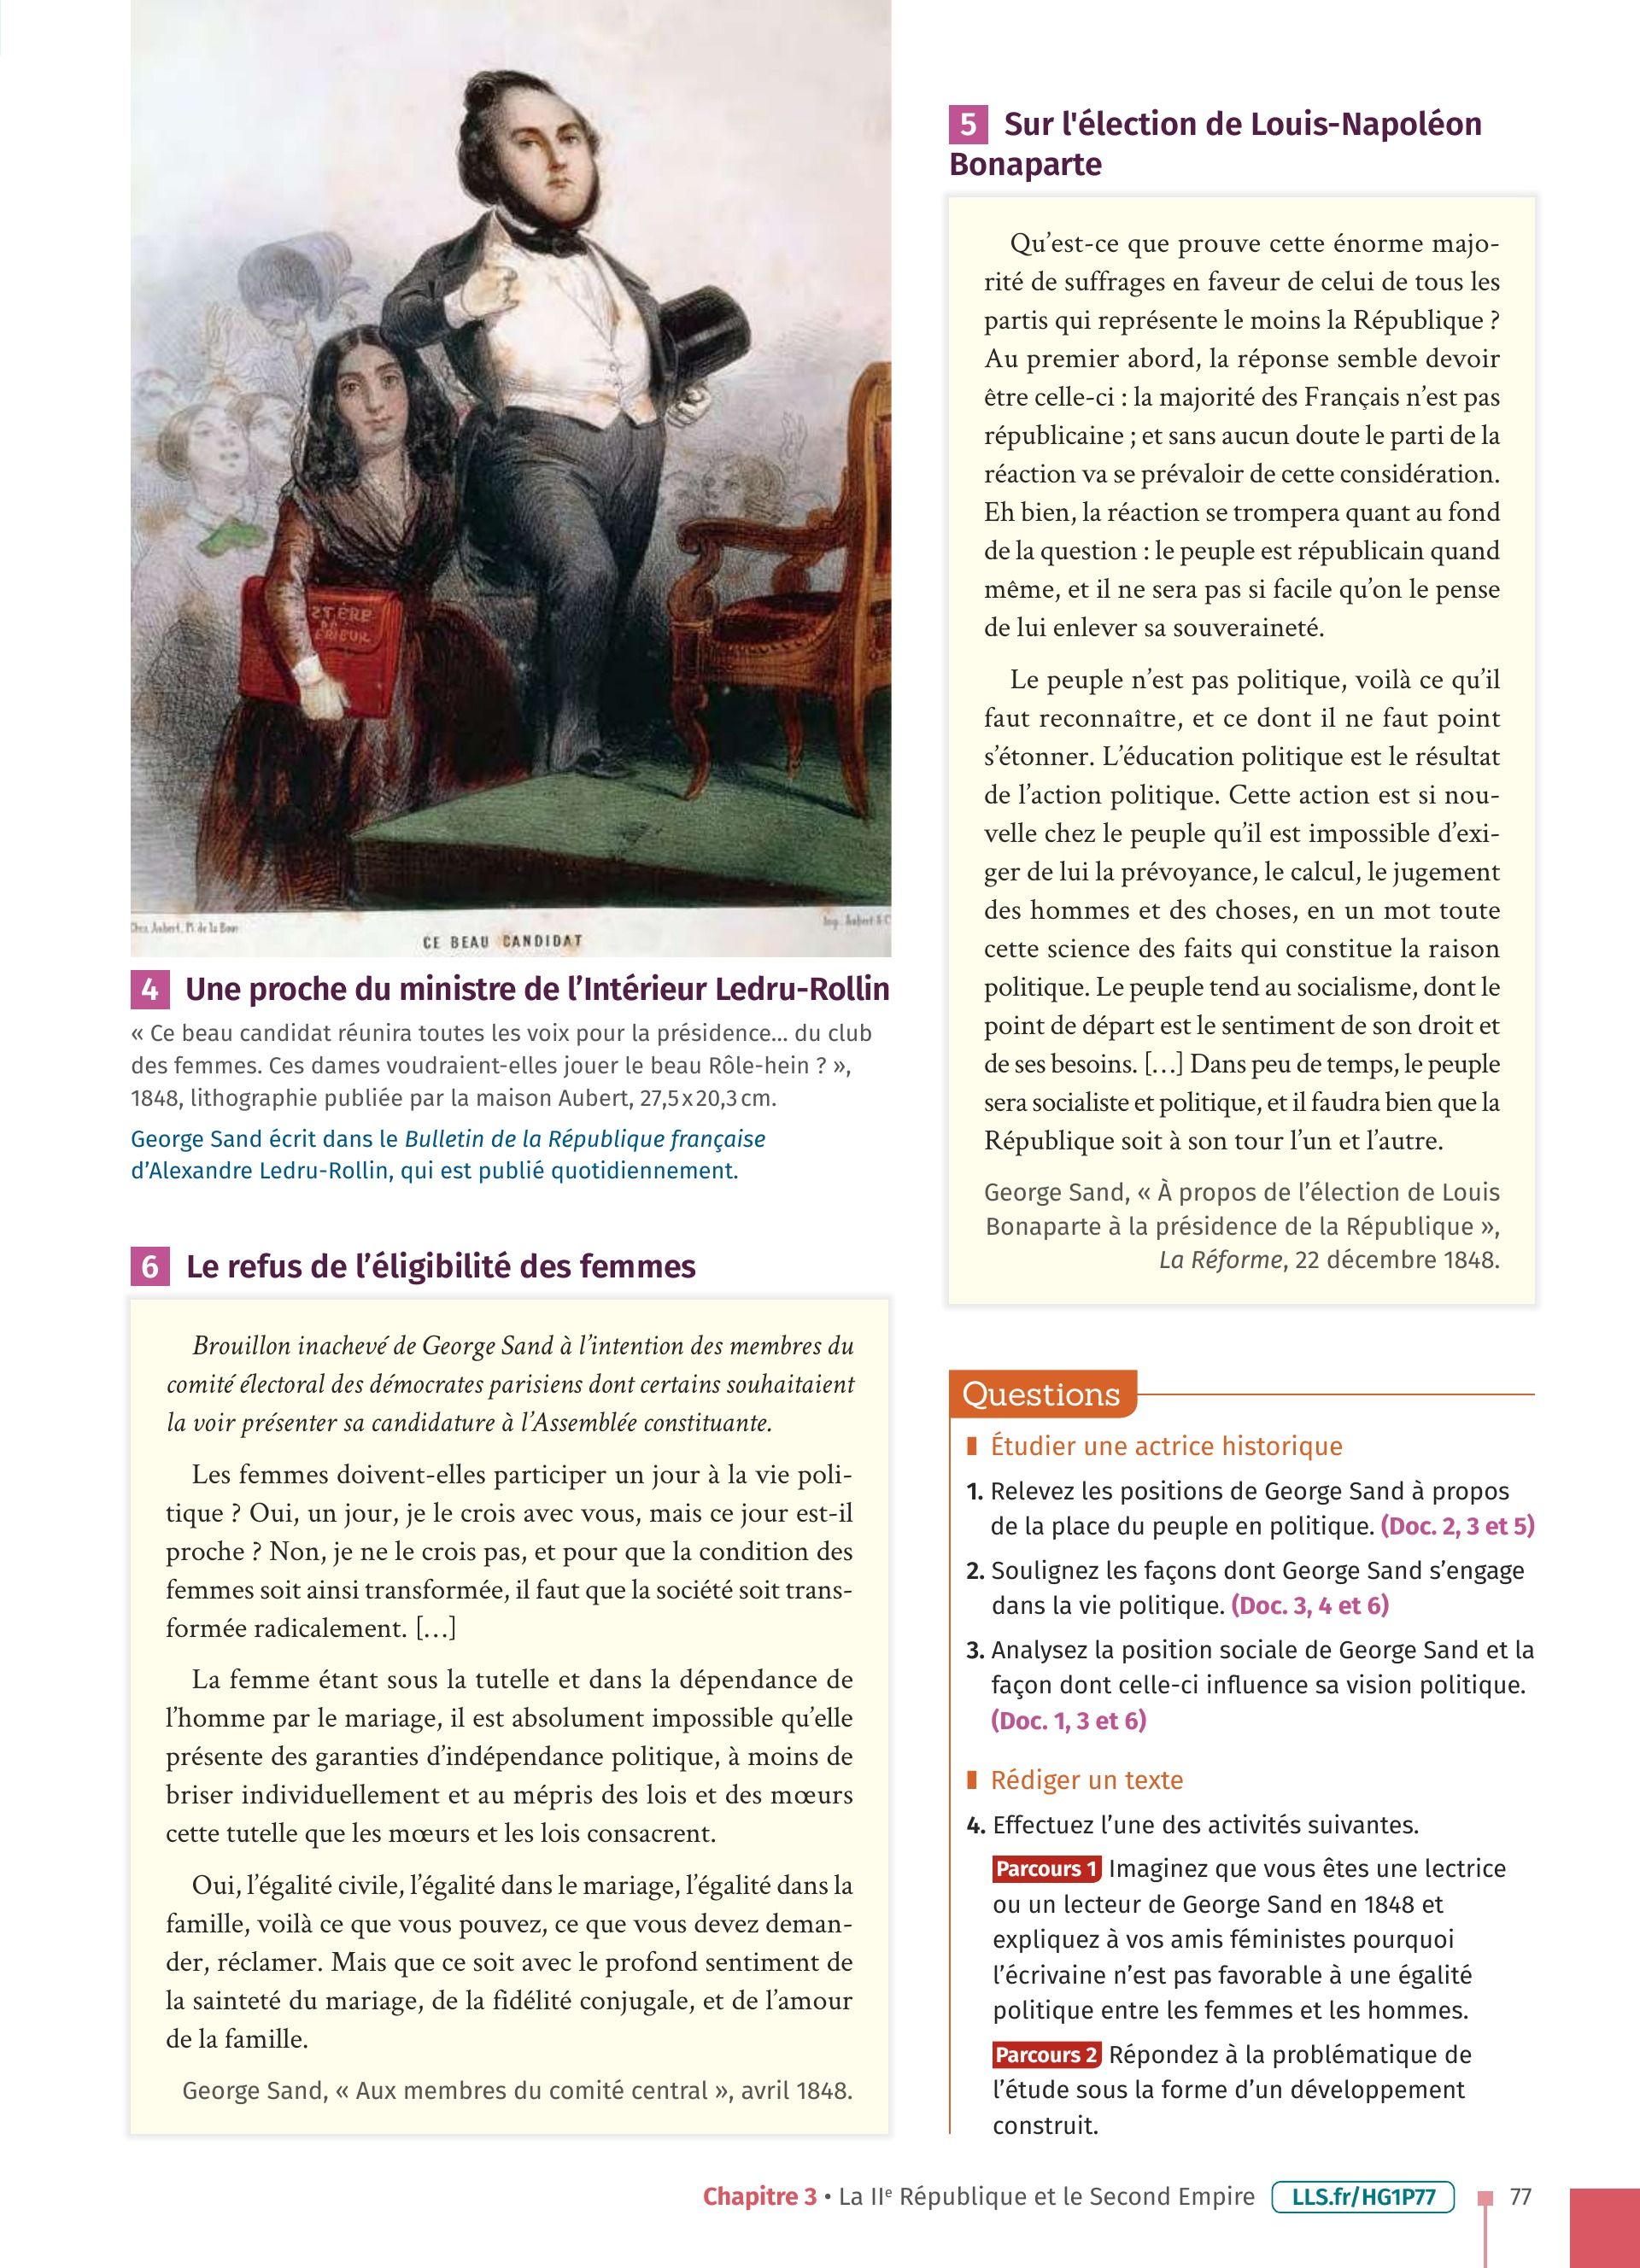 ZTÈRE
ERIEUR
Chez Aubert, Pl. de la Bourse
Imp. Aubert & C
CE BEAU CANDIDAT
4 Une proche du ministre de l’Intérieur Ledru-Rollin
« Ce beau candidat réunira toutes les voix pour la présidence... du club
des femmes. Ces dames voudraient-elles jouer le beau Rôle-hein ? »,
1848, lithographie publiée par la maison Aubert, 27,5 x 20,3 cm.
George Sand écrit dans le Bulletin de la République française
d’Alexandre Ledru-Rollin, qui est publié quotidiennement.
6 Le refus de l’éligibilité des femmes
Brouillon inachevé de George Sand à l’intention des membres du
comité électoral des démocrates parisiens dont certains souhaitaient
la voir présenter sa candidature à l’Assemblée constituante.
Les femmes doivent-elles participer un jour à la vie poli-
tique ? Oui, un jour, je le crois avec vous, mais ce jour est-il
proche ? Non, je ne le crois pas, et pour que la condition des
femmes soit ainsi transformée, il faut que la société soit trans-
formée radicalement. […]
La femme étant sous la tutelle et dans la dépendance de
l’homme par le mariage, il est absolument impossible qu’elle
présente des garanties d’indépendance politique, à moins de
briser individuellement et au mépris des lois et des mœurs
cette tutelle que les mœurs et les lois consacrent.
Oui, l’égalité civile, l’égalité dans le mariage, l’égalité dans la
famille, voilà ce que vous pouvez, ce que vous devez deman-
der, réclamer. Mais que ce soit avec le profond sentiment de
la sainteté du mariage, de la fidélité conjugale, et de l’amour
de la famille.
George Sand, « Aux membres du comité central », avril 1848.
5 Sur l'élection de Louis-Napoléon
Bonaparte
Qu’est-ce que prouve cette énorme majo-
rité de suffrages en faveur de celui de tous les
partis qui représente le moins la République ?
Au premier abord, la réponse semble devoir
être celle-ci : la majorité des Français n’est pas
républicaine ; et sans aucun doute le parti de la
réaction va se prévaloir de cette considération.
Eh bien, la réaction se trompera quant au fond
de la question : le peuple est républicain quand
même, et il ne sera pas si facile qu’on le pense
de lui enlever sa souveraineté.
Le peuple n’est pas politique, voilà ce qu’il
faut reconnaître, et ce dont il ne faut point
s’étonner. L’éducation politique est le résultat
de l’action politique. Cette action est si nou-
velle chez le peuple qu’il est impossible d’exi-
ger de lui la prévoyance, le calcul, le jugement
des hommes et des choses, en un mot toute
cette science des faits qui constitue la raison
politique. Le peuple tend au socialisme, dont le
point de départ est le sentiment de son droit et
de ses besoins. […] Dans peu de temps, le peuple
sera socialiste et politique, et il faudra bien que la
République soit à son tour l’un et l’autre.
George Sand, « À propos de l’élection de Louis
Bonaparte à la présidence de la République »,
La Réforme, 22 décembre 1848.
Questions
Étudier une actrice historique
1. Relevez les positions de George Sand à propos
de la place du peuple en politique. (Doc. 2, 3 et 5)
2. Soulignez les façons dont George Sand s’engage
dans la vie politique. (Doc. 3, 4 et 6)
3. Analysez la position sociale de George Sand et la
façon dont celle-ci influence sa vision politique.
(Doc. 1, 3 et 6)
Rédiger un texte
4. Effectuez l’une des activités suivantes.
Parcours 1 Imaginez que vous êtes une lectrice
ou un lecteur de George Sand en 1848 et
expliquez à vos amis féministes pourquoi
l’écrivaine n’est pas favorable à une égalité
politique entre les femmes et les hommes.
Parcours 2 Répondez à la problématique de
l’étude sous la forme d’un développement
construit.
Chapitre 3 • La IIe République et le Second Empire LLS.fr/HG1P77 77